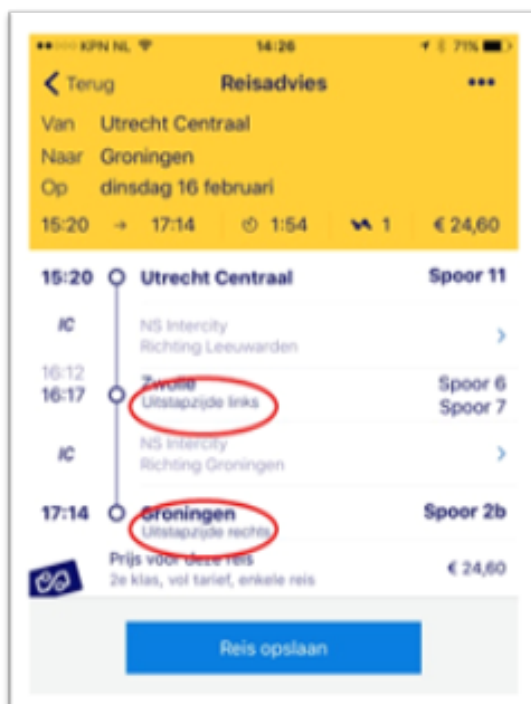 KPN NL 14:26 71%
Terug Reisadvies
Van Utrecht Centraal
Naar Groningen
Op dinsdag 16 februari
15:20 → 17:14 1:54 1 € 24,60
15:20 Utrecht Centraal Spoor 11
IC NS Intercity
Richting Leeuwarden
16:12 Zwolle Spoor 6
16:17 Uitstapzijde links Spoor 7
IC NS Intercity
Richting Groningen
17:14 Groningen Spoor 2b
Uitstapzijde rechts
Prijs voor deze reis € 24,60
2e klas, vol tarief, enkele reis
Reis opslaan